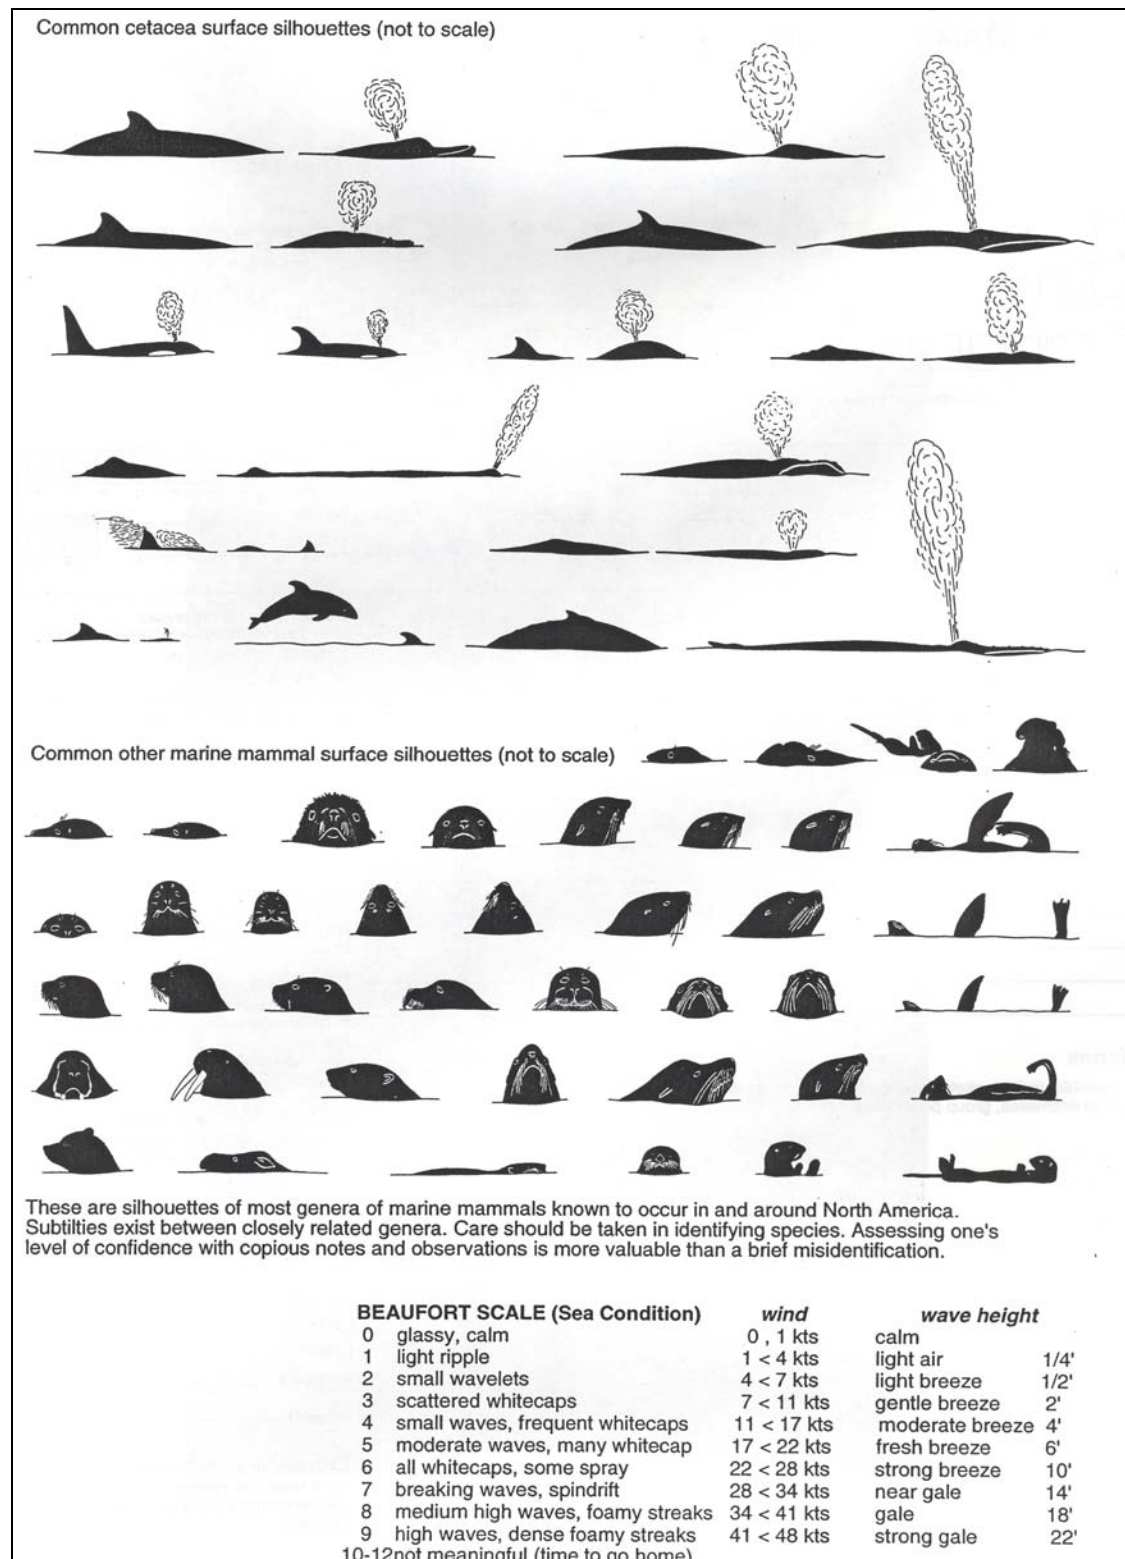 Common cetacea surface silhouettes (not to scale)
Common other marine mammal surface silhouettes (not to scale)
These are silhouettes of most genera of marine mammals known to occur in and around North America.
Subtilties exist between closely related genera. Care should be taken in identifying species. Assessing one's
level of confidence with copious notes and observations is more valuable than a brief misidentification.
BEAUFORT SCALE (Sea Condition) wind wave height
0 glassy, calm 0 , 1 kts calm
1 light ripple 1 < 4 kts light air 1/4'
2 small wavelets 4 < 7 kts light breeze 1/2'
3 scattered whitecaps 7 < 11 kts gentle breeze 2'
4 small waves, frequent whitecaps 11 < 17 kts moderate breeze 4'
5 moderate waves, many whitecap 17 < 22 kts fresh breeze 6'
6 all whitecaps, some spray 22 < 28 kts strong breeze 10'
7 breaking waves, spindrift 28 < 34 kts near gale 14'
8 medium high waves, foamy streaks 34 < 41 kts gale 18'
9 high waves, dense foamy streaks 41 < 48 kts strong gale 22'
10-12not meaningful (time to go home)